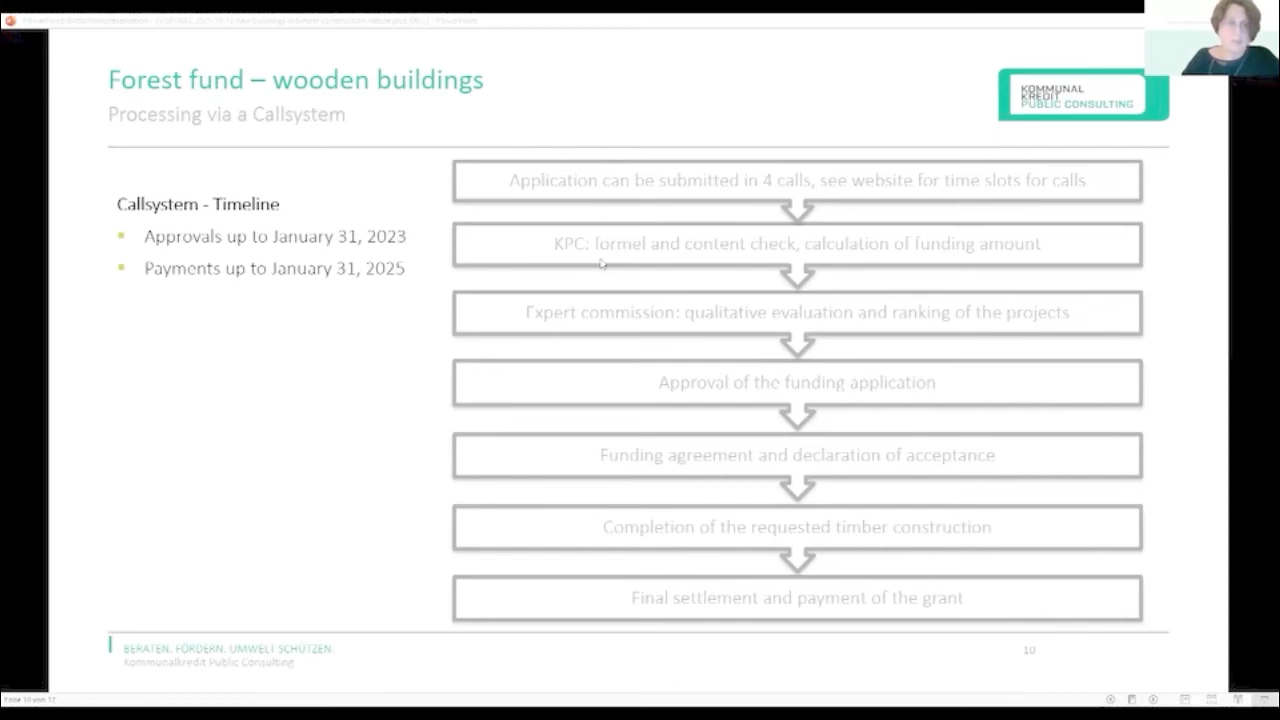 Forest fund – wooden buildings
Processing via a Callsystem
KOMMUNAL
KREDIT
PUBLIC CONSULTING
Callsystem - Timeline
Approvals up to January 31, 2023
Payments up to January 31, 2025
Application can be submitted in 4 calls, see website for time slots for calls
KPC: formel and content check, calculation of funding amount
Expert commission: qualitative evaluation and ranking of the projects
Approval of the funding application
Funding agreement and declaration of acceptance
Completion of the requested timber construction
Final settlement and payment of the grant
BERATEN. FÖRDERN. UMWELT SCHÜTZEN.
Kommunalkredit Public Consulting
10
Folie 10 von 17